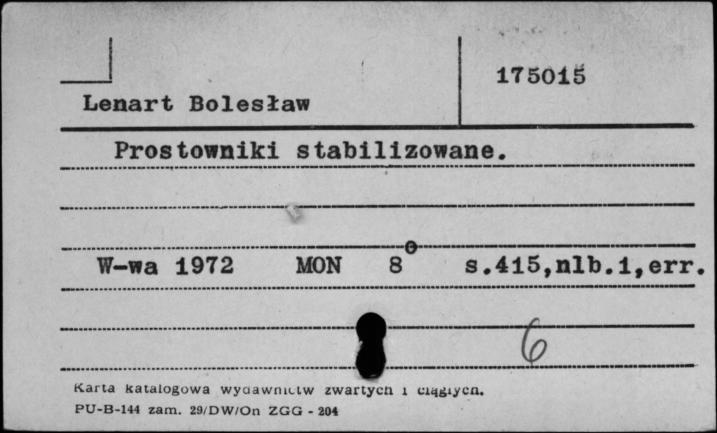 175015
Lenart Bolesław
Prostowniki stabilizowane.
W-wa 1972 MON 8° s.415,nlb.1,err.
6
Karta katalogowa wydawnictw zwartych i ciągłych.
PU-B-144 zam. 29/DW/On ZGG - 204